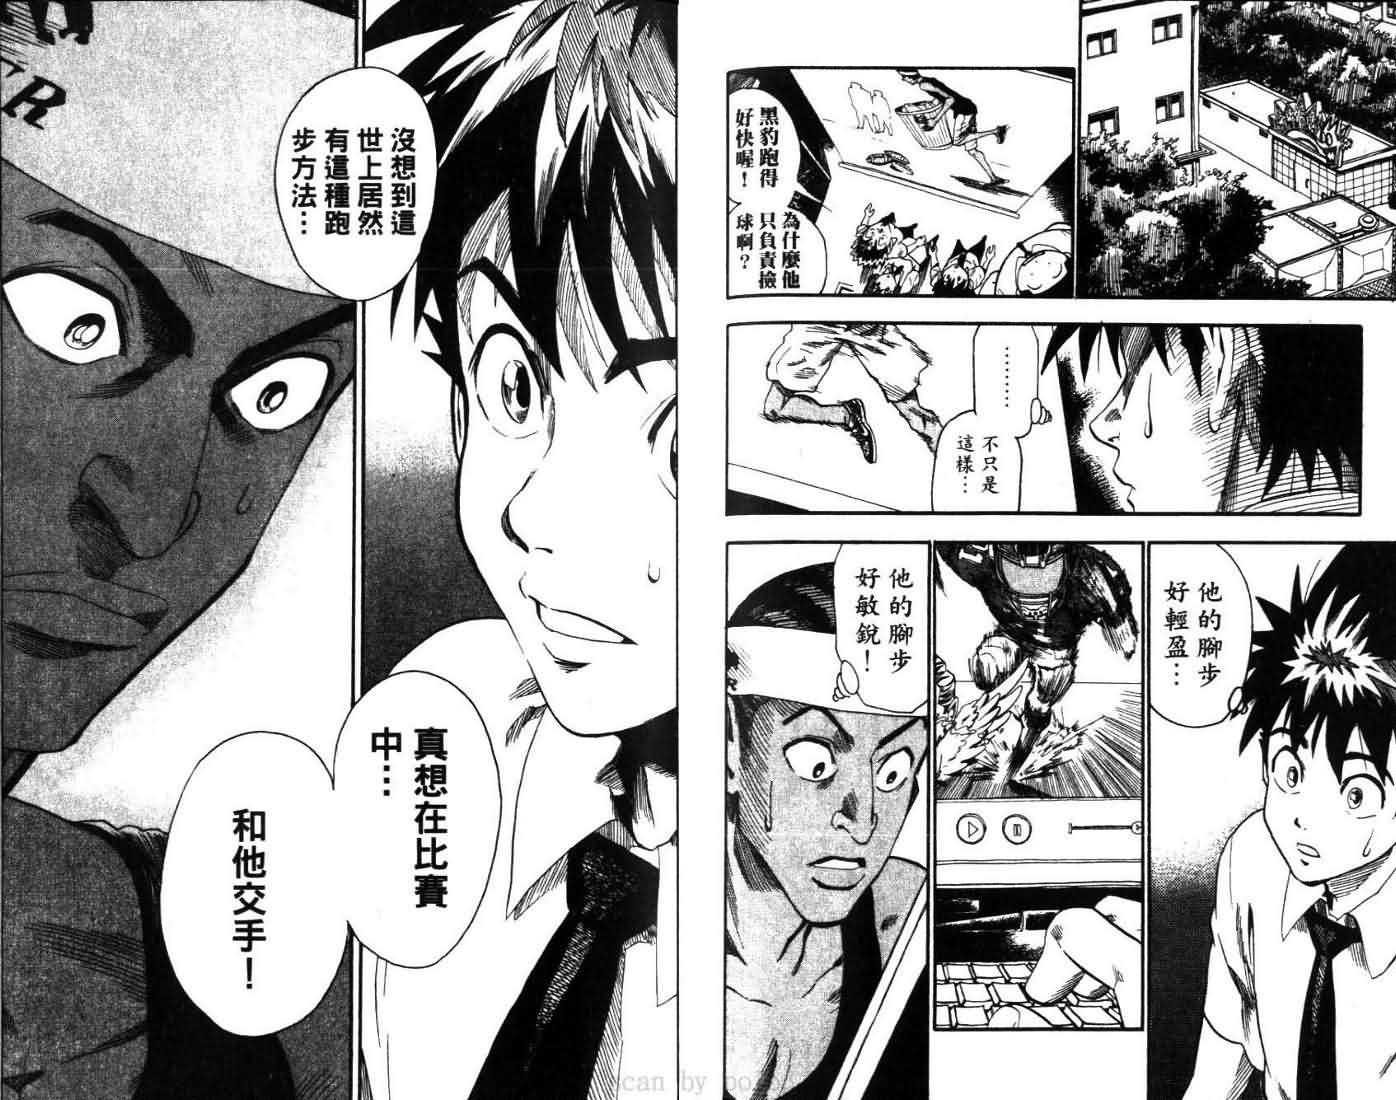 黑豹跑得
好快喔！
為什麼他
只負責撿
球啊？
………
不只是
這樣…
他的腳步
好輕盈…
他的腳步
好敏銳！
沒想到這
世上居然
有這種跑
步方法…
真想在比賽
中…
和他交手！
ER
can by po